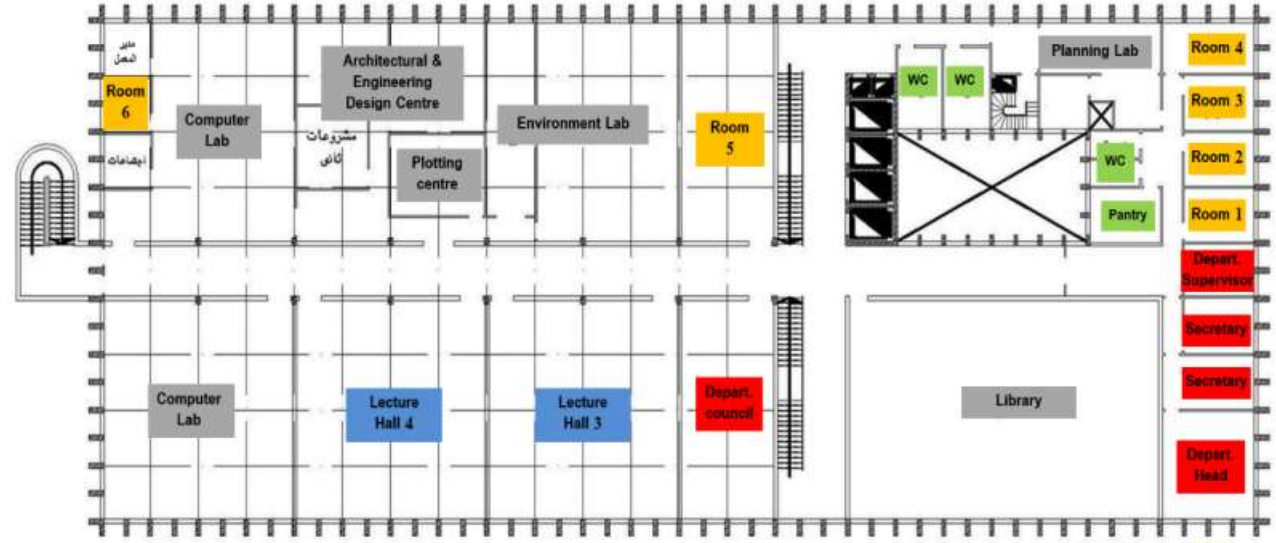 مدير
المعمل
Room
6
اجتماعات
Computer
Lab
Architectural &
Engineering
Design Centre
مشروعات
ثانى
Plotting
centre
Environment Lab
Room
5
WC
WC
Planning Lab
Room 4
Room 3
WC
Room 2
Pantry
Room 1
Depart.
Supervisor
Secretary
Secretary
Depart.
Head
Computer
Lab
Lecture
Hall 4
Lecture
Hall 3
Depart.
council
Library